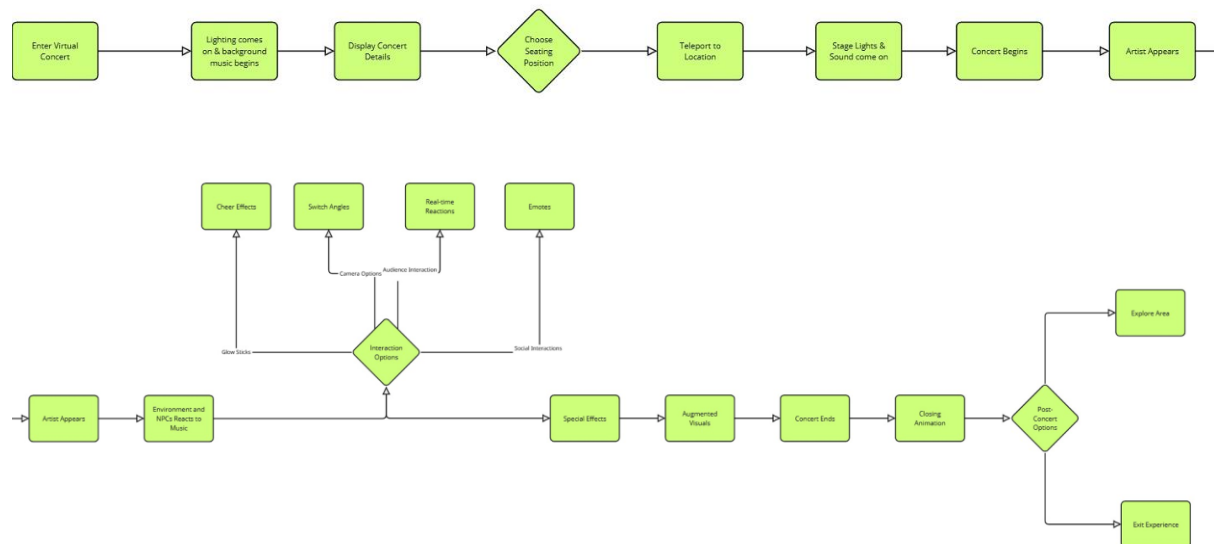 Enter Virtual
Concert
Lighting comes
on & background
music begins
Display Concert
Details
Choose
Seating
Position
Teleport to
Location
Stage Lights &
Sound come on
Concert Begins
Artist Appears
Cheer Effects
Switch Angles
Real-time
Reactions
Emotes
Camera Options
Audience Interaction
Glow Sticks
Interaction
Options
Social Interactions
Explore Area
Artist Appears
Environment and
NPCs Reacts to
Music
Special Effects
Augmented
Visuals
Concert Ends
Closing
Animation
Post-
Concert
Options
Exit Experience